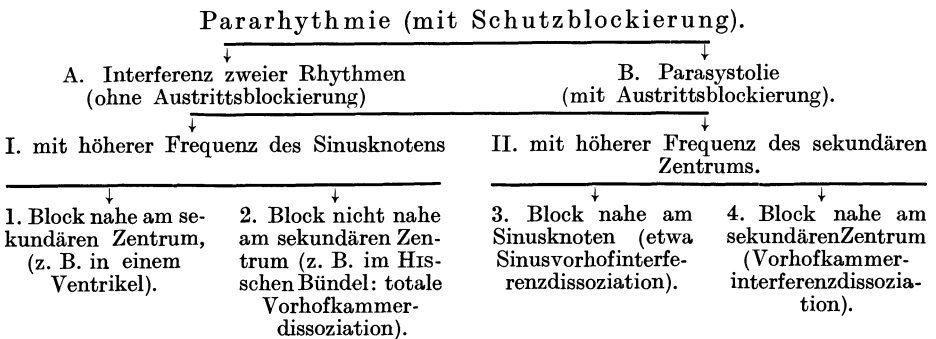 Pararhythmie (mit Schutzblockierung).
A. Interferenz zweier Rhythmen
(ohne Austrittsblockierung)
B. Parasystolie
(mit Austrittsblockierung).
I. mit höherer Frequenz des Sinusknotens
II. mit höherer Frequenz des sekundären
Zentrums.
1. Block nahe am se-
kundären Zentrum,
(z. B. in einem
Ventrikel).
2. Block nicht nahe
am sekundären Zen-
trum (z. B. im HIS-
schen Bündel: totale
Vorhofkammer-
dissoziation).
3. Block nahe am
Sinusknoten (etwa
Sinusvorhofinterfe-
renzdissoziation).
4. Block nahe am
sekundärenZentrum
(Vorhofkammer-
interferenzdissozia-
tion).